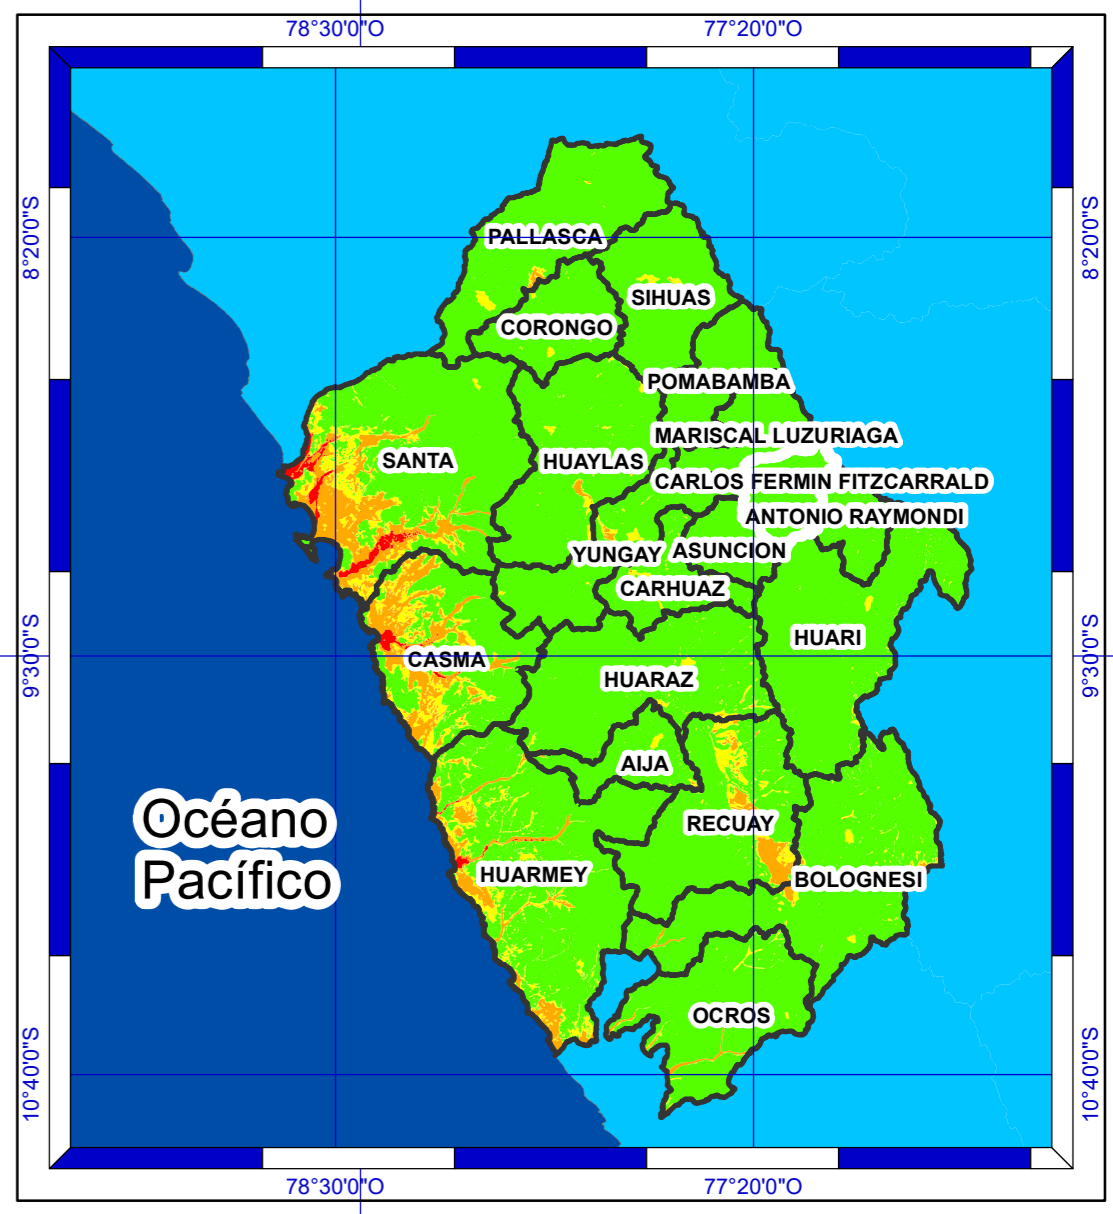 78°30'0"O
77°20'0"O
8°20'0"S
8°20'0"S
PALLASCA
SIHUAS
CORONGO
POMABAMBA
MARISCAL LUZURIAGA
SANTA
HUAYLAS
CARLOS FERMIN FITZCARRALD
ANTONIO RAYMONDI
YUNGAY
ASUNCION
CARHUAZ
HUARI
9°30'0"S
9°30'0"S
CASMA
HUARAZ
AIJA
Océano
Pacífico
RECUAY
HUARMEY
BOLOGNESI
OCROS
10°40'0"S
10°40'0"S
78°30'0"O
77°20'0"O